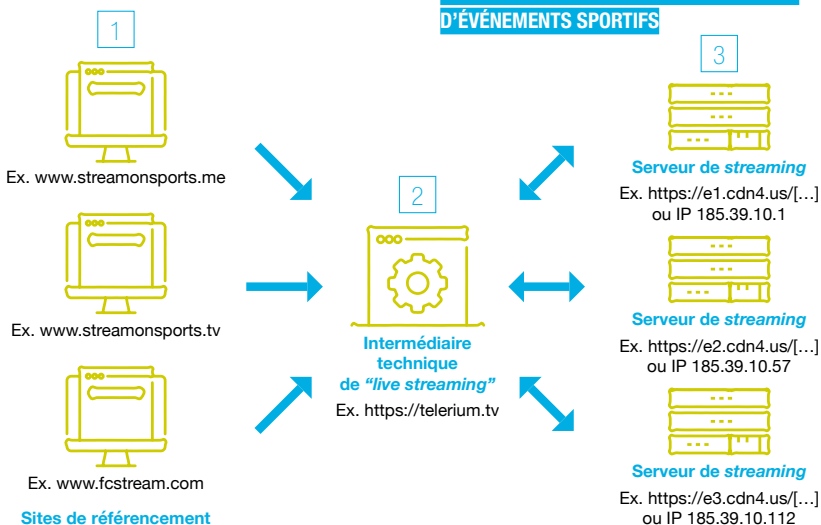 D'ÉVÉNEMENTS SPORTIFS
1
Ex. www.streamonsports.me
Ex. www.streamonsports.tv
Ex. www.fcstream.com
Sites de référencement
2
Intermédiaire
technique
de “live streaming”
Ex. https://telerium.tv
3
Serveur de streaming
Ex. https://e1.cdn4.us/[…]
ou IP 185.39.10.1
Serveur de streaming
Ex. https://e2.cdn4.us/[…]
ou IP 185.39.10.57
Serveur de streaming
Ex. https://e3.cdn4.us/[…]
ou IP 185.39.10.112